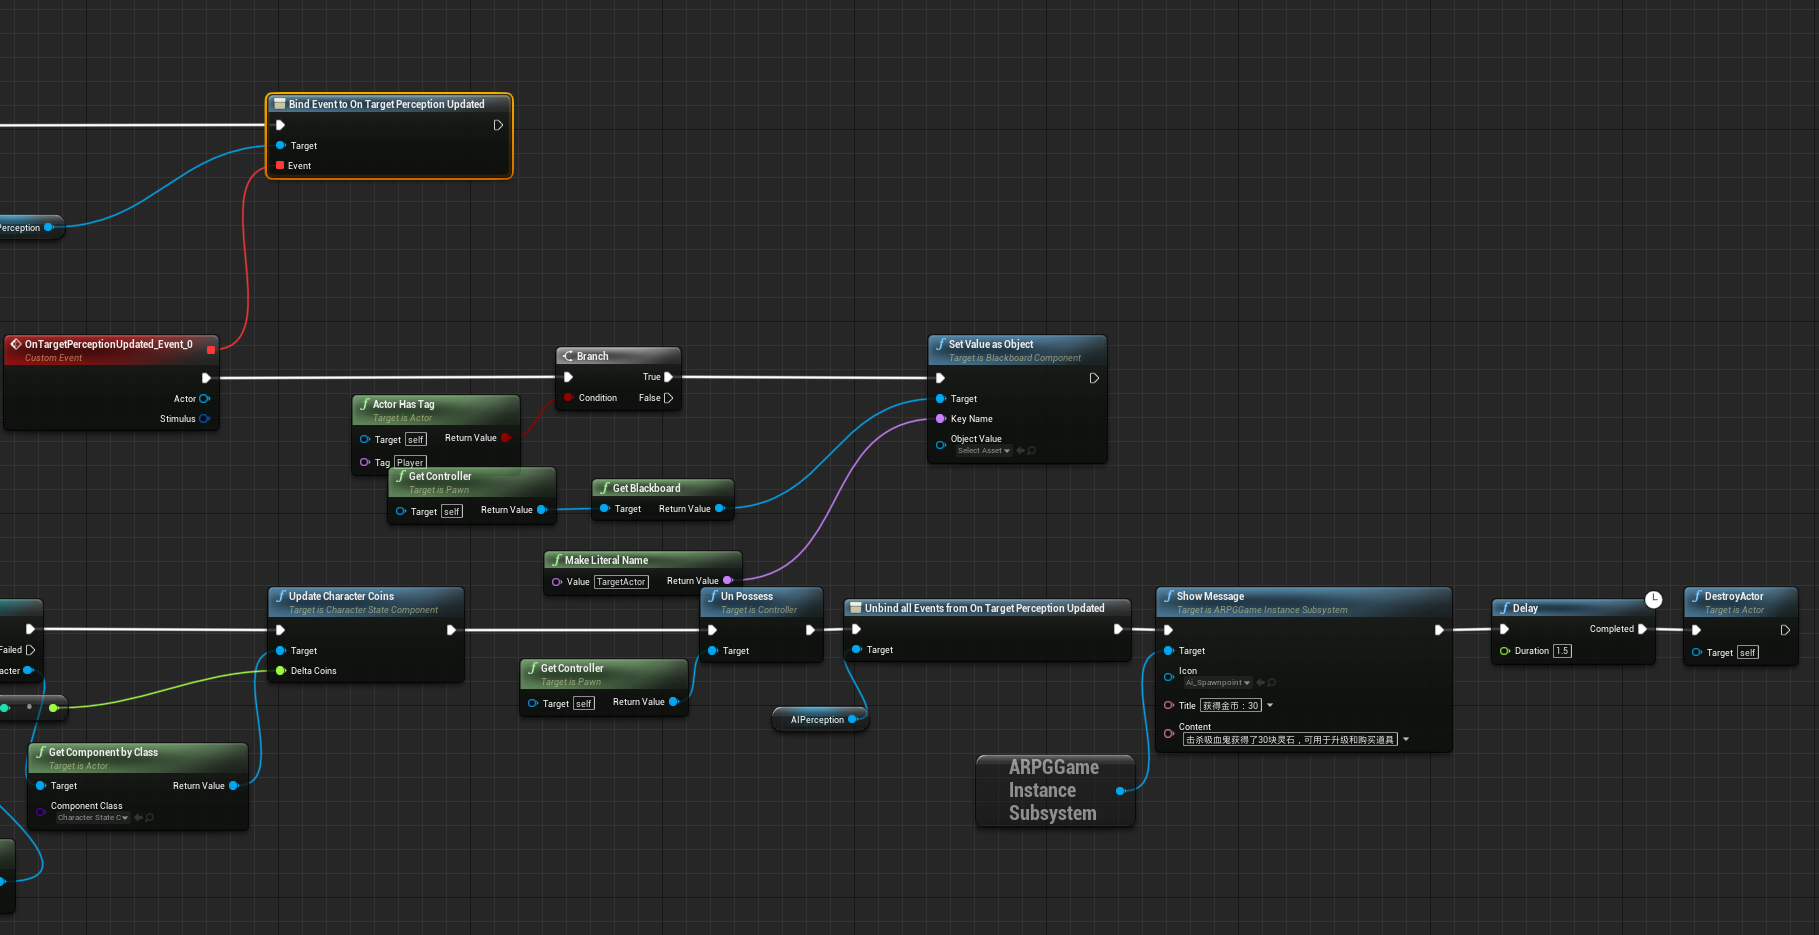 Bind Event to On Target Perception Updated
Target
Event
Perception
OnTargetPerceptionUpdated_Event_0
Custom Event
Actor
Stimulus
Branch
True
Condition
False
Actor Has Tag
Target is Actor
Target
self
Return Value
Tag
Player
Get Controller
Target is Pawn
Target
self
Return Value
Get Blackboard
Target
Return Value
Set Value as Object
Target is Blackboard Component
Target
Key Name
Object Value
Select Asset
Make Literal Name
Value
TargetActor
Return Value
Failed
acter
Update Character Coins
Target is Character State Component
Target
Delta Coins
Get Component by Class
Target is Actor
Target
Return Value
Component Class
Character State C
Get Controller
Target is Pawn
Target
self
Return Value
Un Possess
Target is Controller
Target
Unbind all Events from On Target Perception Updated
Target
AIPerception
ARPGGame
Instance
Subsystem
Show Message
Target is ARPGGame Instance Subsystem
Target
Icon
Ai_Spawnpoint
Title
获得金币：30
Content
击杀吸血鬼获得了30块灵石，可用于升级和购买道具
Delay
Completed
Duration
1.5
DestroyActor
Target is Actor
Target
self